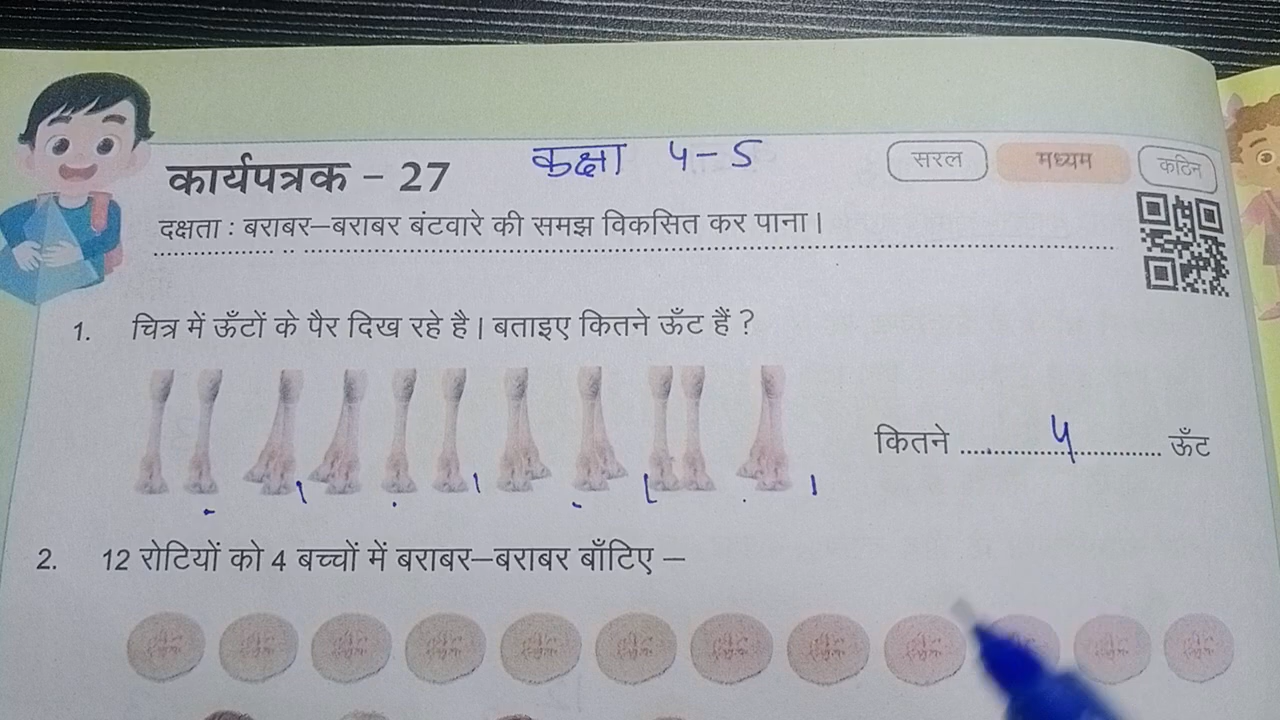 कार्यपत्रक – 27 कक्षा 4-5 सरल मध्यम कठिन
दक्षता : बराबर–बराबर बंटवारे की समझ विकसित कर पाना।
1. चित्र में ऊँटों के पैर दिख रहे है। बताइए कितने ऊँट हैं ?
कितने ..........4.......... ऊँट
2. 12 रोटियों को 4 बच्चों में बराबर–बराबर बाँटिए –